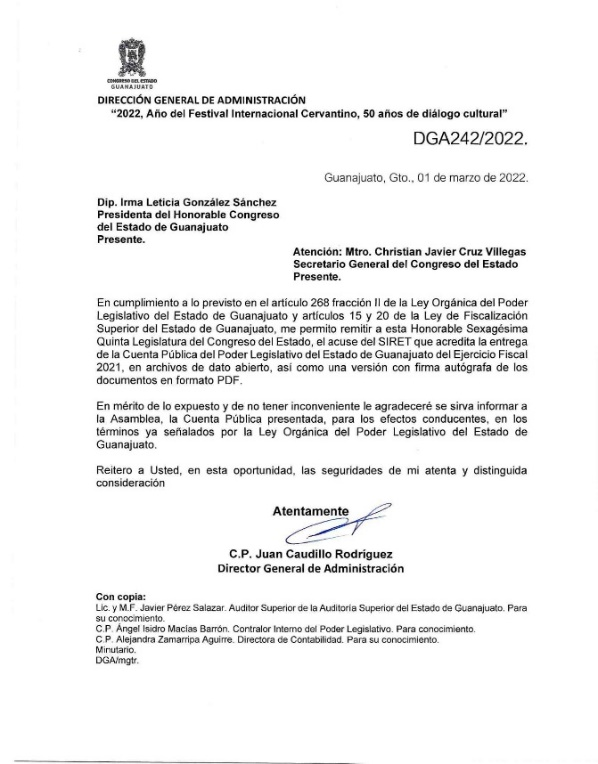 CONGRESO DEL ESTADO
GUANAJUATO
DIRECCIÓN GENERAL DE ADMINISTRACIÓN
“2022, Año del Festival Internacional Cervantino, 50 años de diálogo cultural”
DGA242/2022.
Guanajuato, Gto., 01 de marzo de 2022.
Dip. Irma Leticia González Sánchez
Presidenta del Honorable Congreso
del Estado de Guanajuato
Presente.
Atención: Mtro. Christian Javier Cruz Villegas
Secretario General del Congreso del Estado
Presente.
En cumplimiento a lo previsto en el artículo 268 fracción II de la Ley Orgánica del Poder
Legislativo del Estado de Guanajuato y artículos 15 y 20 de la Ley de Fiscalización
Superior del Estado de Guanajuato, me permito remitir a esta Honorable Sexagésima
Quinta Legislatura del Congreso del Estado, el acuse del SIRET que acredita la entrega
de la Cuenta Pública del Poder Legislativo del Estado de Guanajuato del Ejercicio Fiscal
2021, en archivos de dato abierto, así como una versión con firma autógrafa de los
documentos en formato PDF.
En mérito de lo expuesto y de no tener inconveniente le agradeceré se sirva informar a
la Asamblea, la Cuenta Pública presentada, para los efectos conducentes, en los
términos ya señalados por la Ley Orgánica del Poder Legislativo del Estado de
Guanajuato.
Reitero a Usted, en esta oportunidad, las seguridades de mi atenta y distinguida
consideración
Atentamente
C.P. Juan Caudillo Rodríguez
Director General de Administración
Con copia:
Lic. y M.F. Javier Pérez Salazar. Auditor Superior de la Auditoría Superior del Estado de Guanajuato. Para
su conocimiento.
C.P. Ángel Isidro Macías Barrón. Contralor Interno del Poder Legislativo. Para conocimiento.
C.P. Alejandra Zamarripa Aguirre. Directora de Contabilidad. Para su conocimiento.
Minutario.
DGA/mgtr.